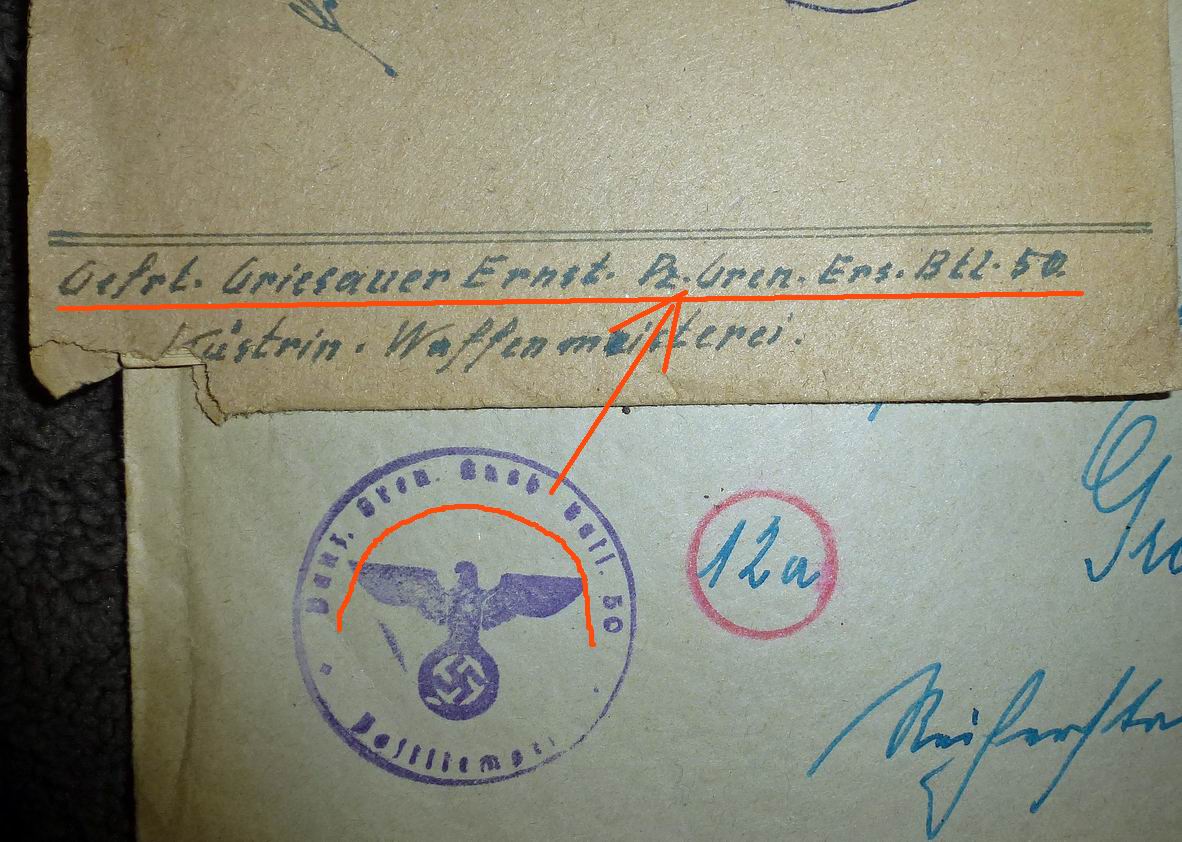 Gefrt. Griesauer Ernst. Pz. Gren. Ers. Btl. 50
Küstrin. Waffenmeisterei.
Panz. Gren. Ausb. Batl. 50
12a